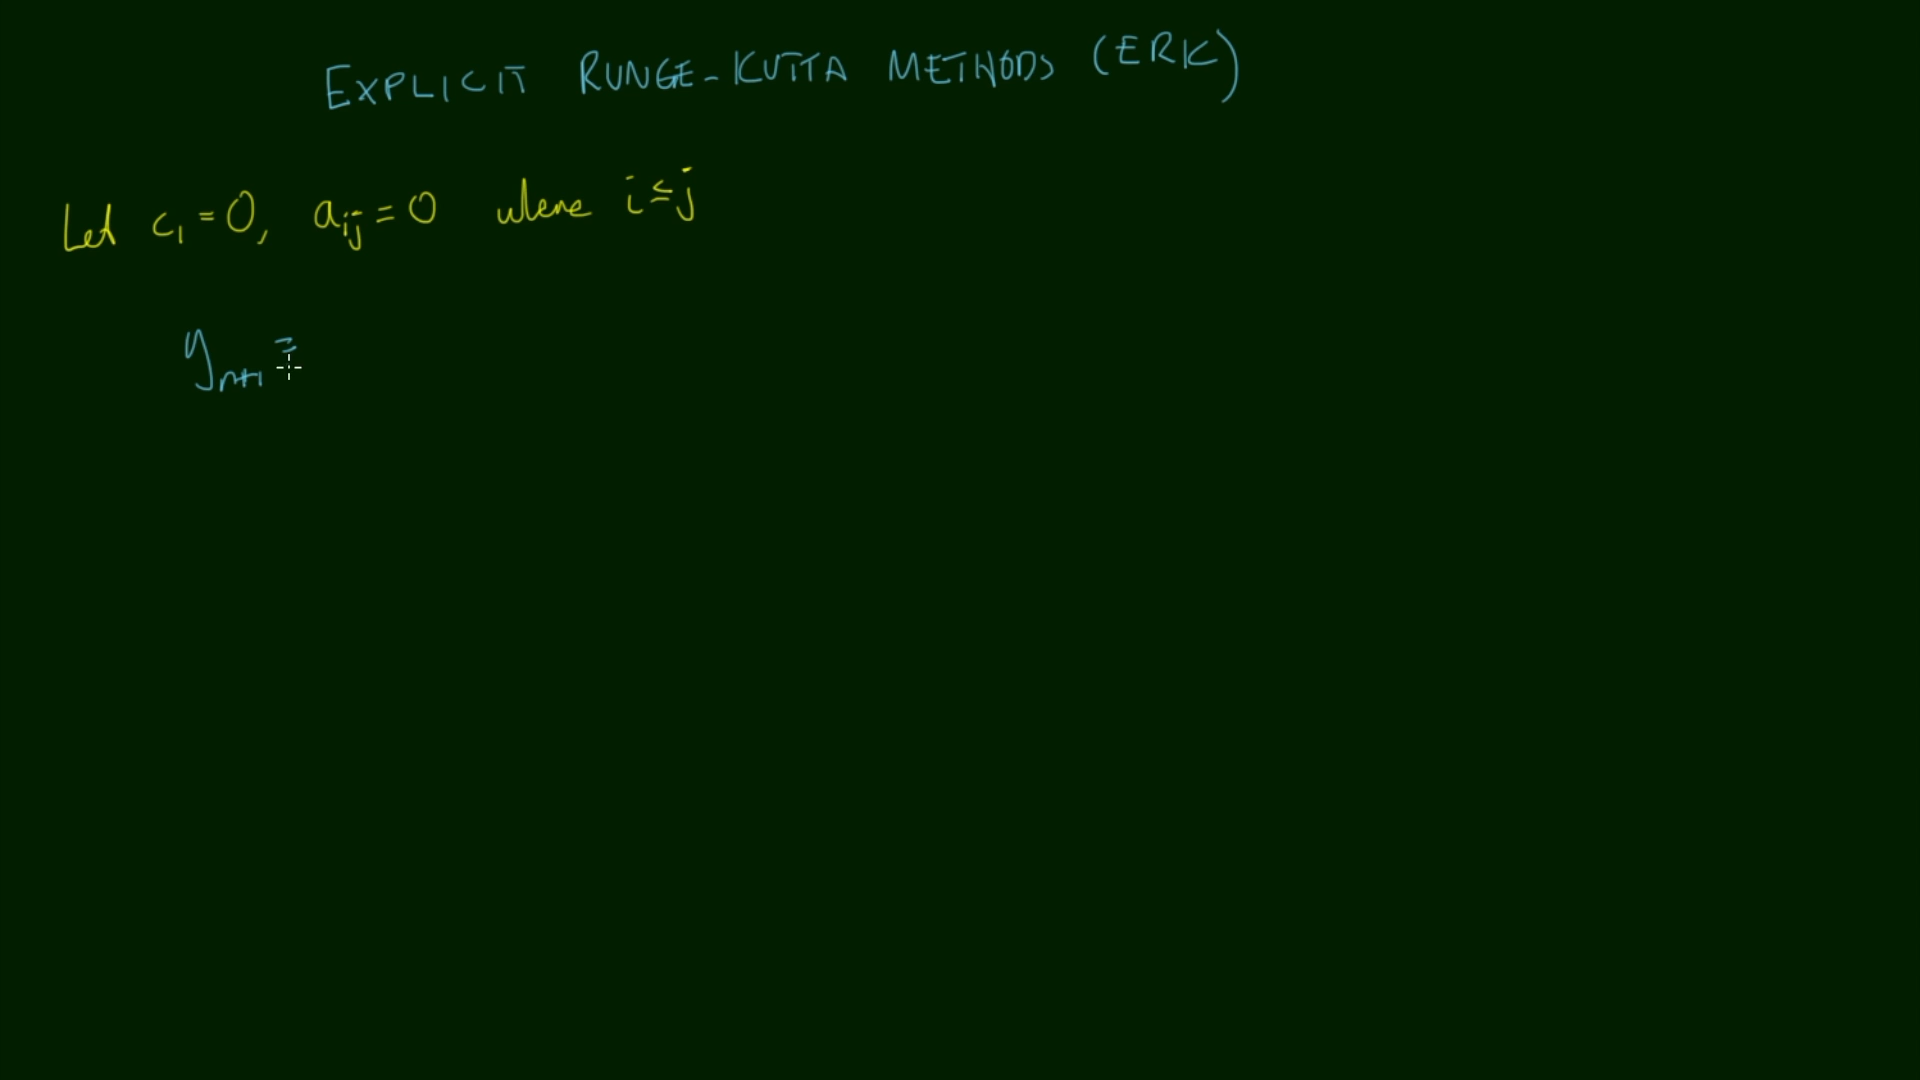 EXPLICIT RUNGE-KUTTA METHODS (ERK)
Let c₁ = 0, aᵢⱼ = 0 where i ≤ j
yₙ₊₁ =